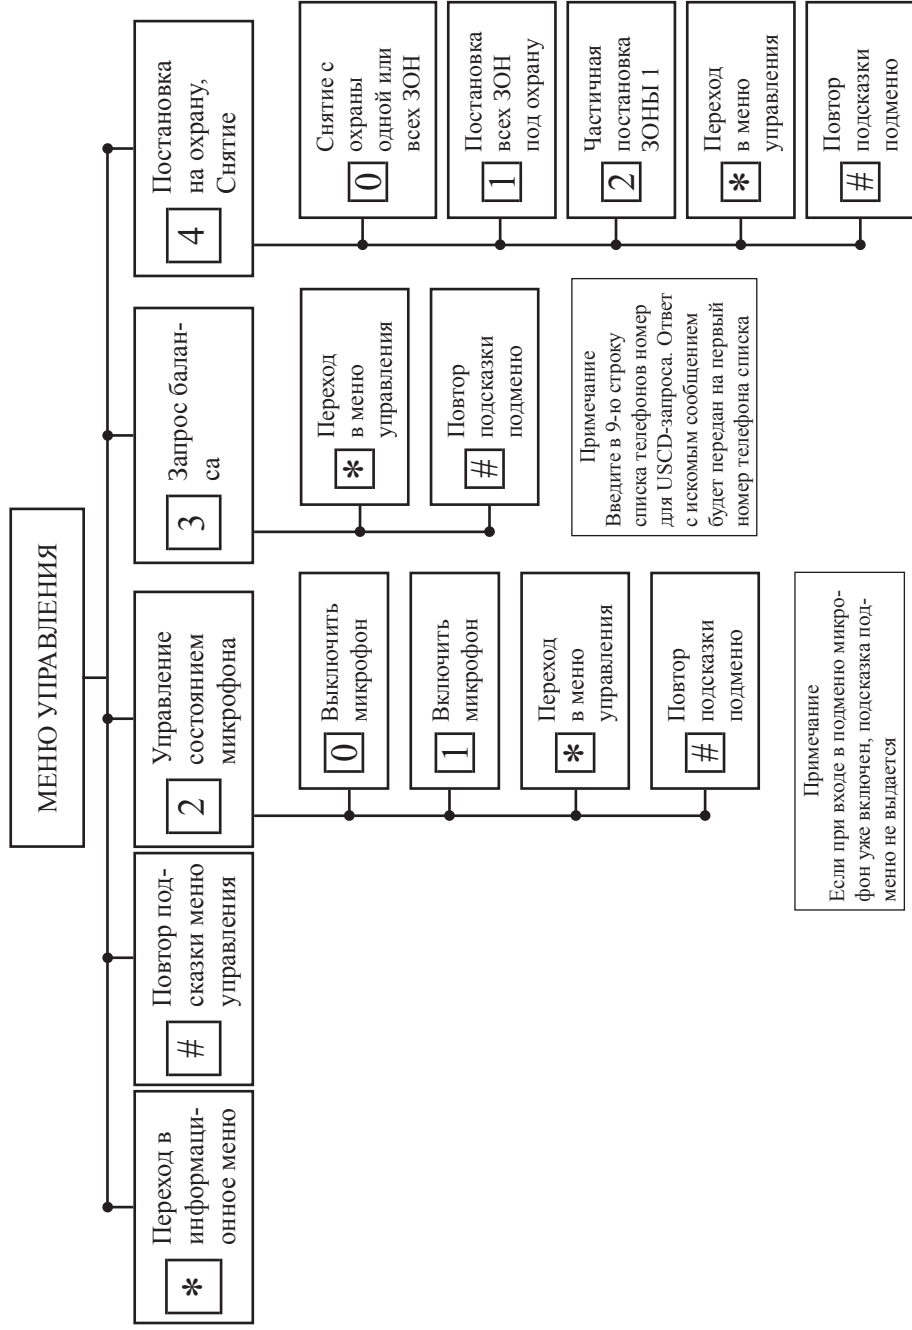 МЕНЮ УПРАВЛЕНИЯ
*
Переход в
информаци-
онное меню
#
Повтор под-
сказки меню
управления
2
Управление
состоянием
микрофона
0
Выключить
микрофон
1
Включить
микрофон
*
Переход
в меню
управления
#
Повтор
подсказки
подменю
Примечание
Если при входе в подменю микро-
фон уже включен, подсказка под-
меню не выдается
3
Запрос балан-
са
*
Переход
в меню
управления
#
Повтор
подсказки
подменю
Примечание
Введите в 9-ю строку
списка телефонов номер
для USCD-запроса. Ответ
с искомым сообщением
будет передан на первый
номер телефона списка
4
Постановка
на охрану,
Снятие
0
Снятие с
охраны
одной или
всех ЗОН
1
Постановка
всех ЗОН
под охрану
2
Частичная
постановка
ЗОНЫ 1
*
Переход
в меню
управления
#
Повтор
подсказки
подменю